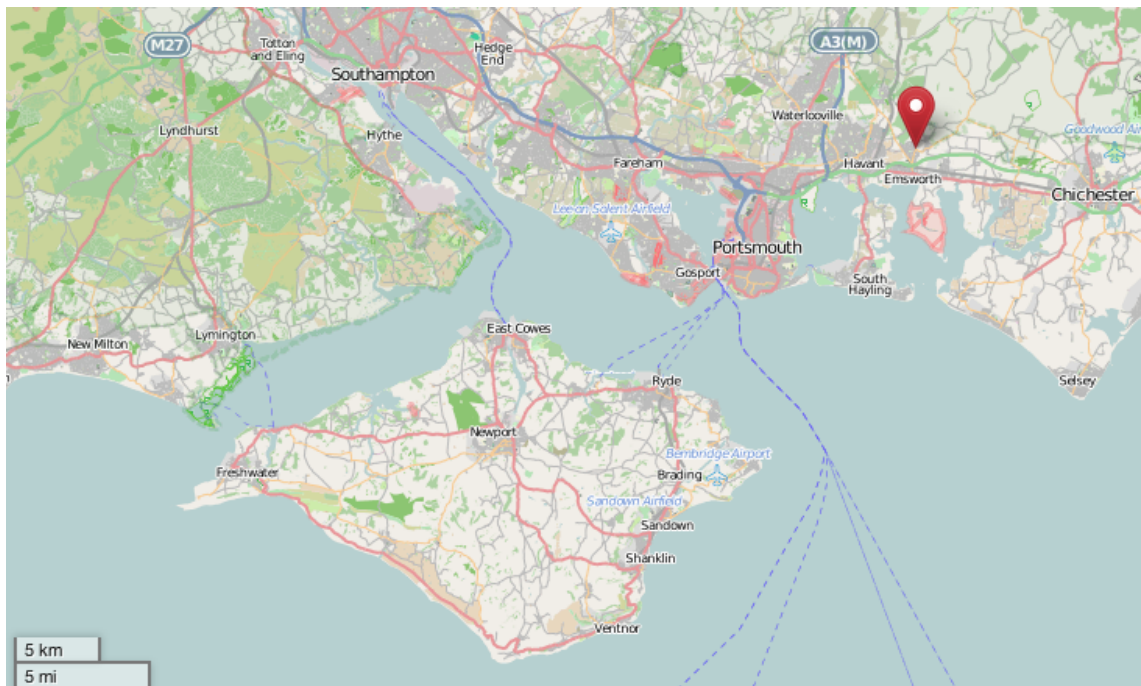 M27
Totton
and Eling
Hedge
End
A3(M)
Southampton
Waterlooville
Lyndhurst
Hythe
Goodwood Air
Fareham
Havant
Emsworth
Chichester
Lee-on Solent Airfield
Portsmouth
Gosport
South
Hayling
East Cowes
Lymington
New Milton
Ryde
Selsey
Newport
Bembridge Airport
Freshwater
Brading
Sandown Airfield
Sandown
Shanklin
Ventnor
5 km
5 mi